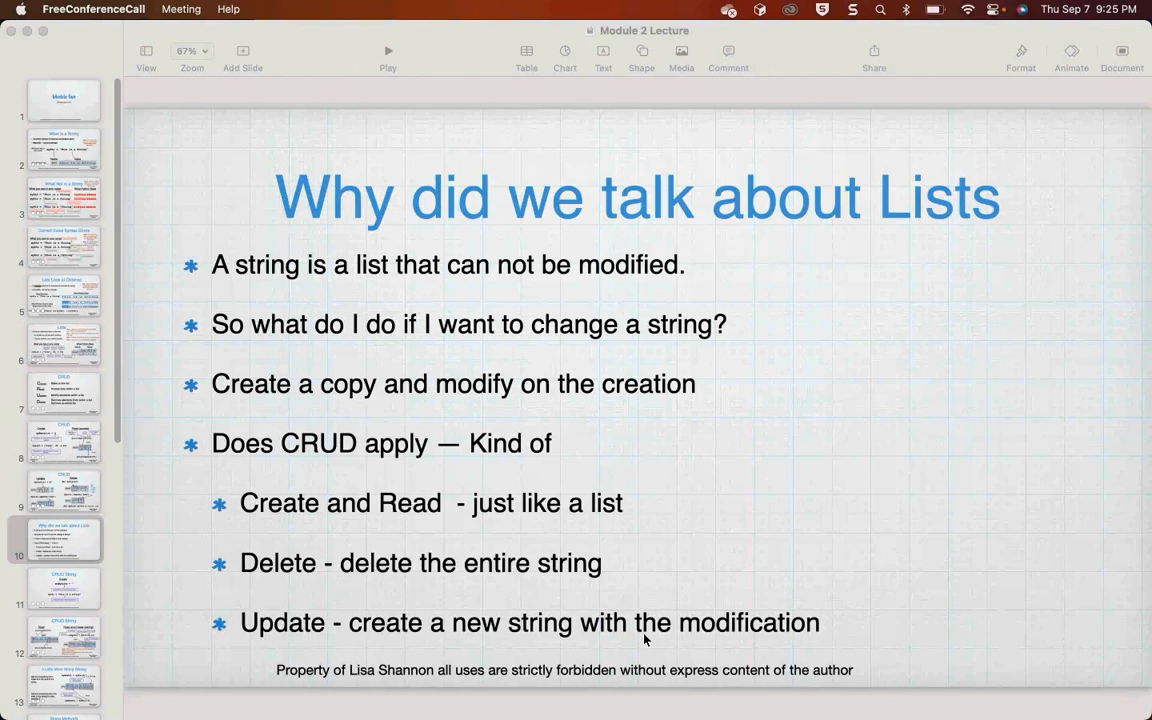 FreeConferenceCall Meeting Help Thu Sep 7 9:25 PM
Module 2 Lecture
67%
View Zoom Add Slide Play Table Chart Text Shape Media Comment Share Format Animate Document
1
2
3
4
5
6
7
8
9
10
11
12
13
Why did we talk about Lists
A string is a list that can not be modified.
So what do I do if I want to change a string?
Create a copy and modify on the creation
Does CRUD apply — Kind of
Create and Read - just like a list
Delete - delete the entire string
Update - create a new string with the modification
Property of Lisa Shannon all uses are strictly forbidden without express content of the author